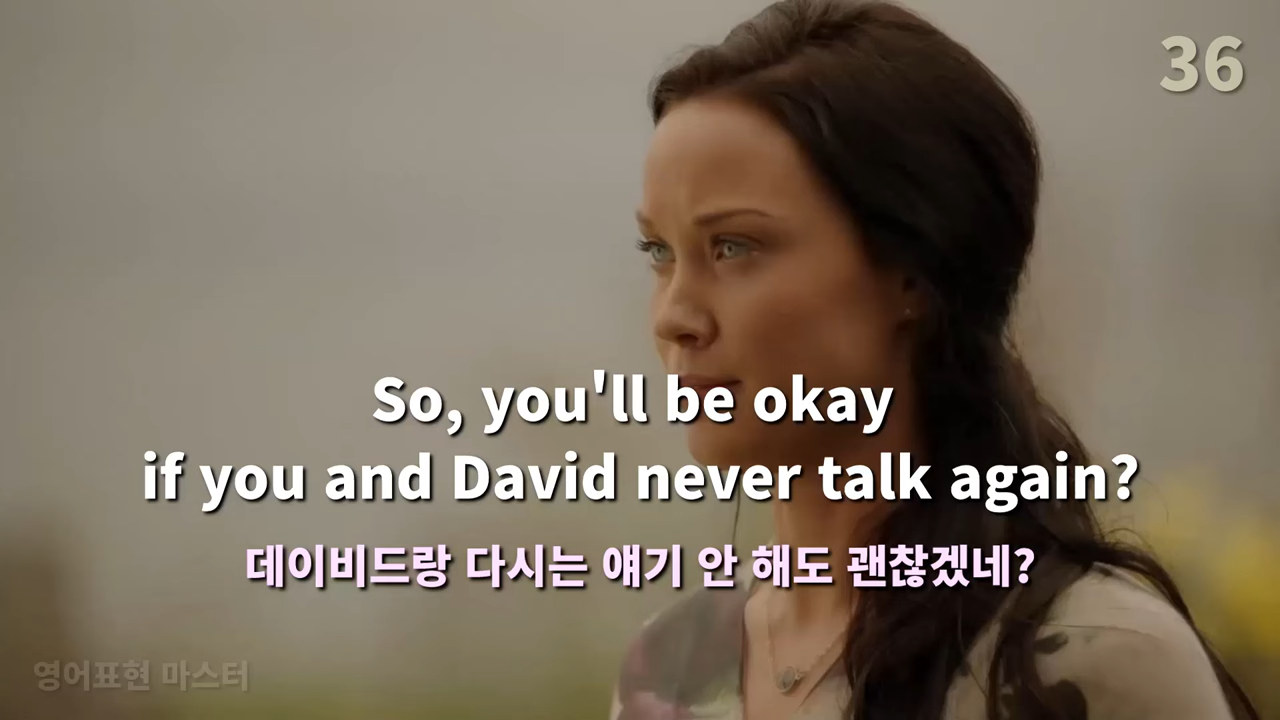 36
So, you'll be okay
if you and David never talk again?
데이비드랑 다시는 얘기 안 해도 괜찮겠네?
영어표현 마스터